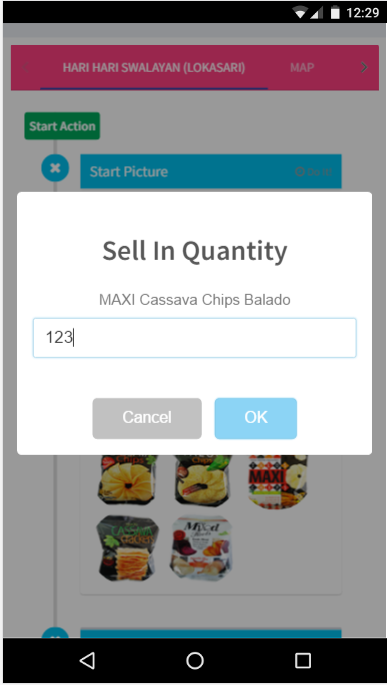 12:29
HARI HARI SWALAYAN (LOKASARI) MAP
Start Action
Start Picture
Sell In Quantity
MAXI Cassava Chips Balado
123
Cancel OK
MAXI